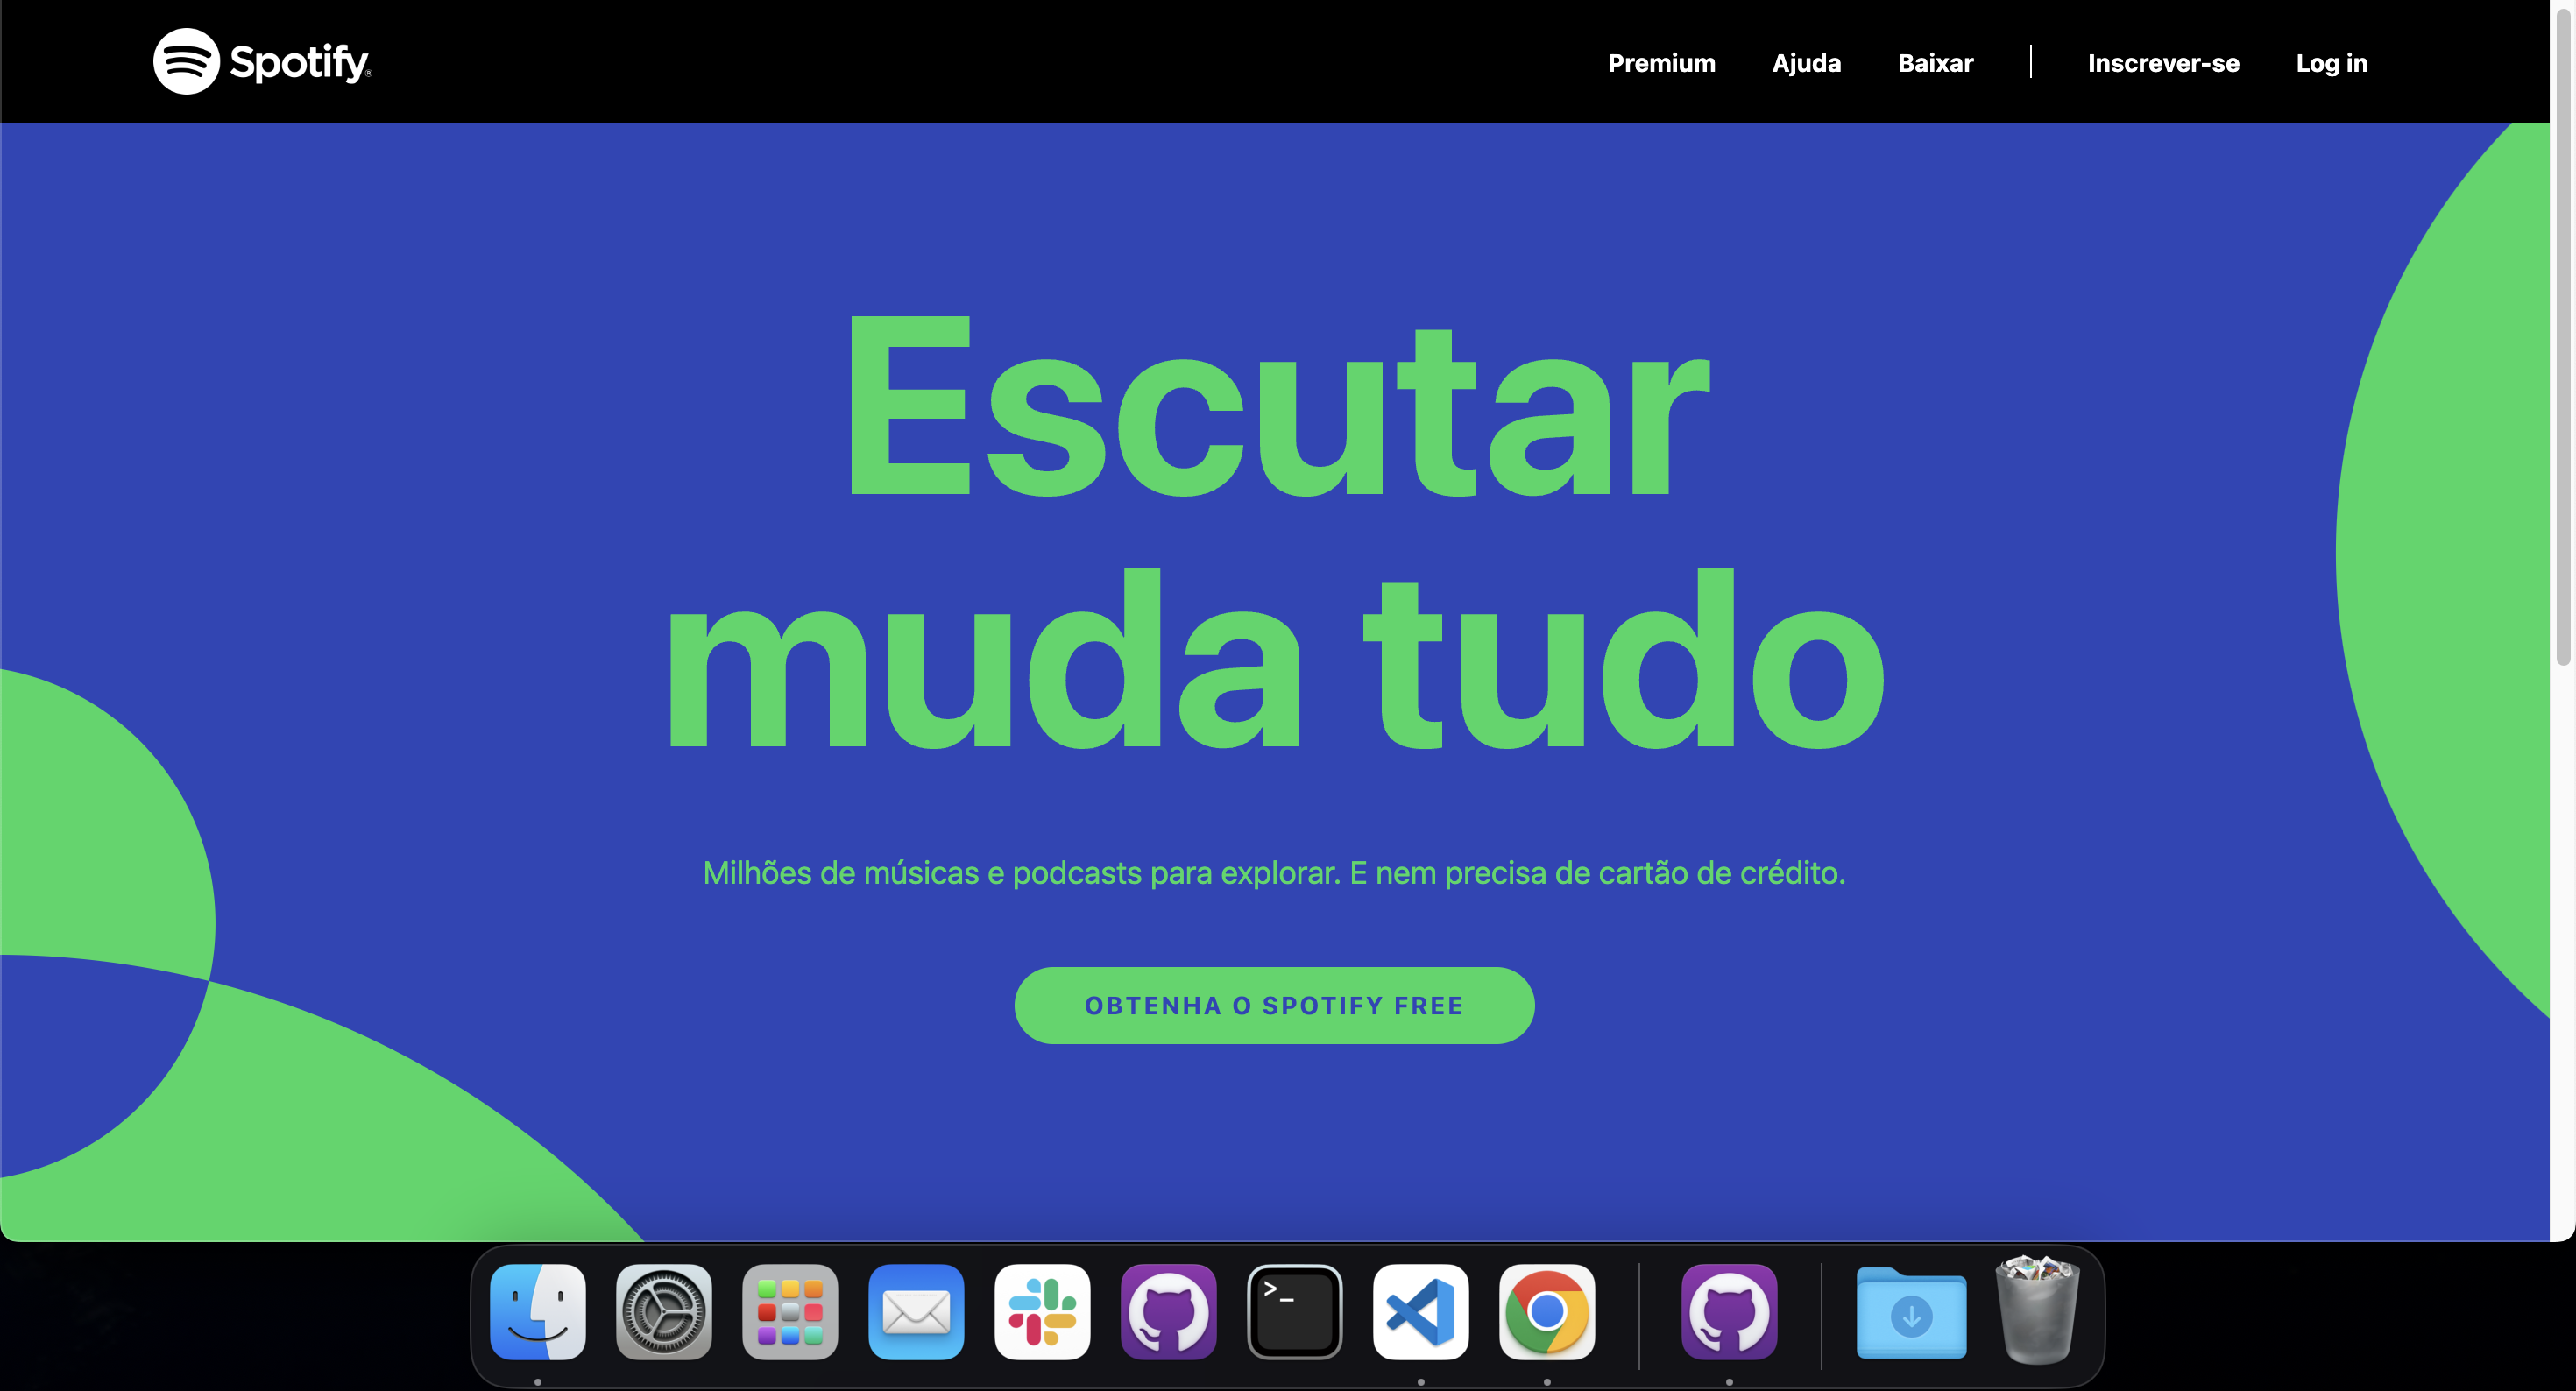 Spotify®
Premium Ajuda Baixar Inscrever-se Log in
Escutar
muda tudo
Milhões de músicas e podcasts para explorar. E nem precisa de cartão de crédito.
OBTENHA O SPOTIFY FREE
>_